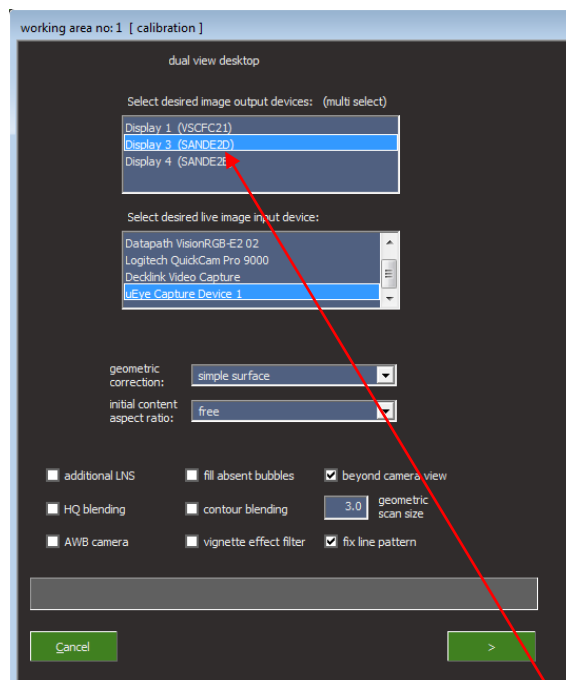 working area no: 1 [ calibration ]
dual view desktop
Select desired image output devices: (multi select)
Display 1 (VSCFC21)
Display 3 (SANDE2D)
Display 4 (SANDE2
Select desired live image input device:
Datapath VisionRGB-E2 02
Logitech QuickCam Pro 9000
Decklink Video Capture
uEye Capture Device 1
geometric
correction:
simple surface
initial content
aspect ratio:
free
additional LNS
fill absent bubbles
beyond camera view
HQ blending
contour blending
3.0
geometric
scan size
AWB camera
vignette effect filter
fix line pattern
Cancel
>